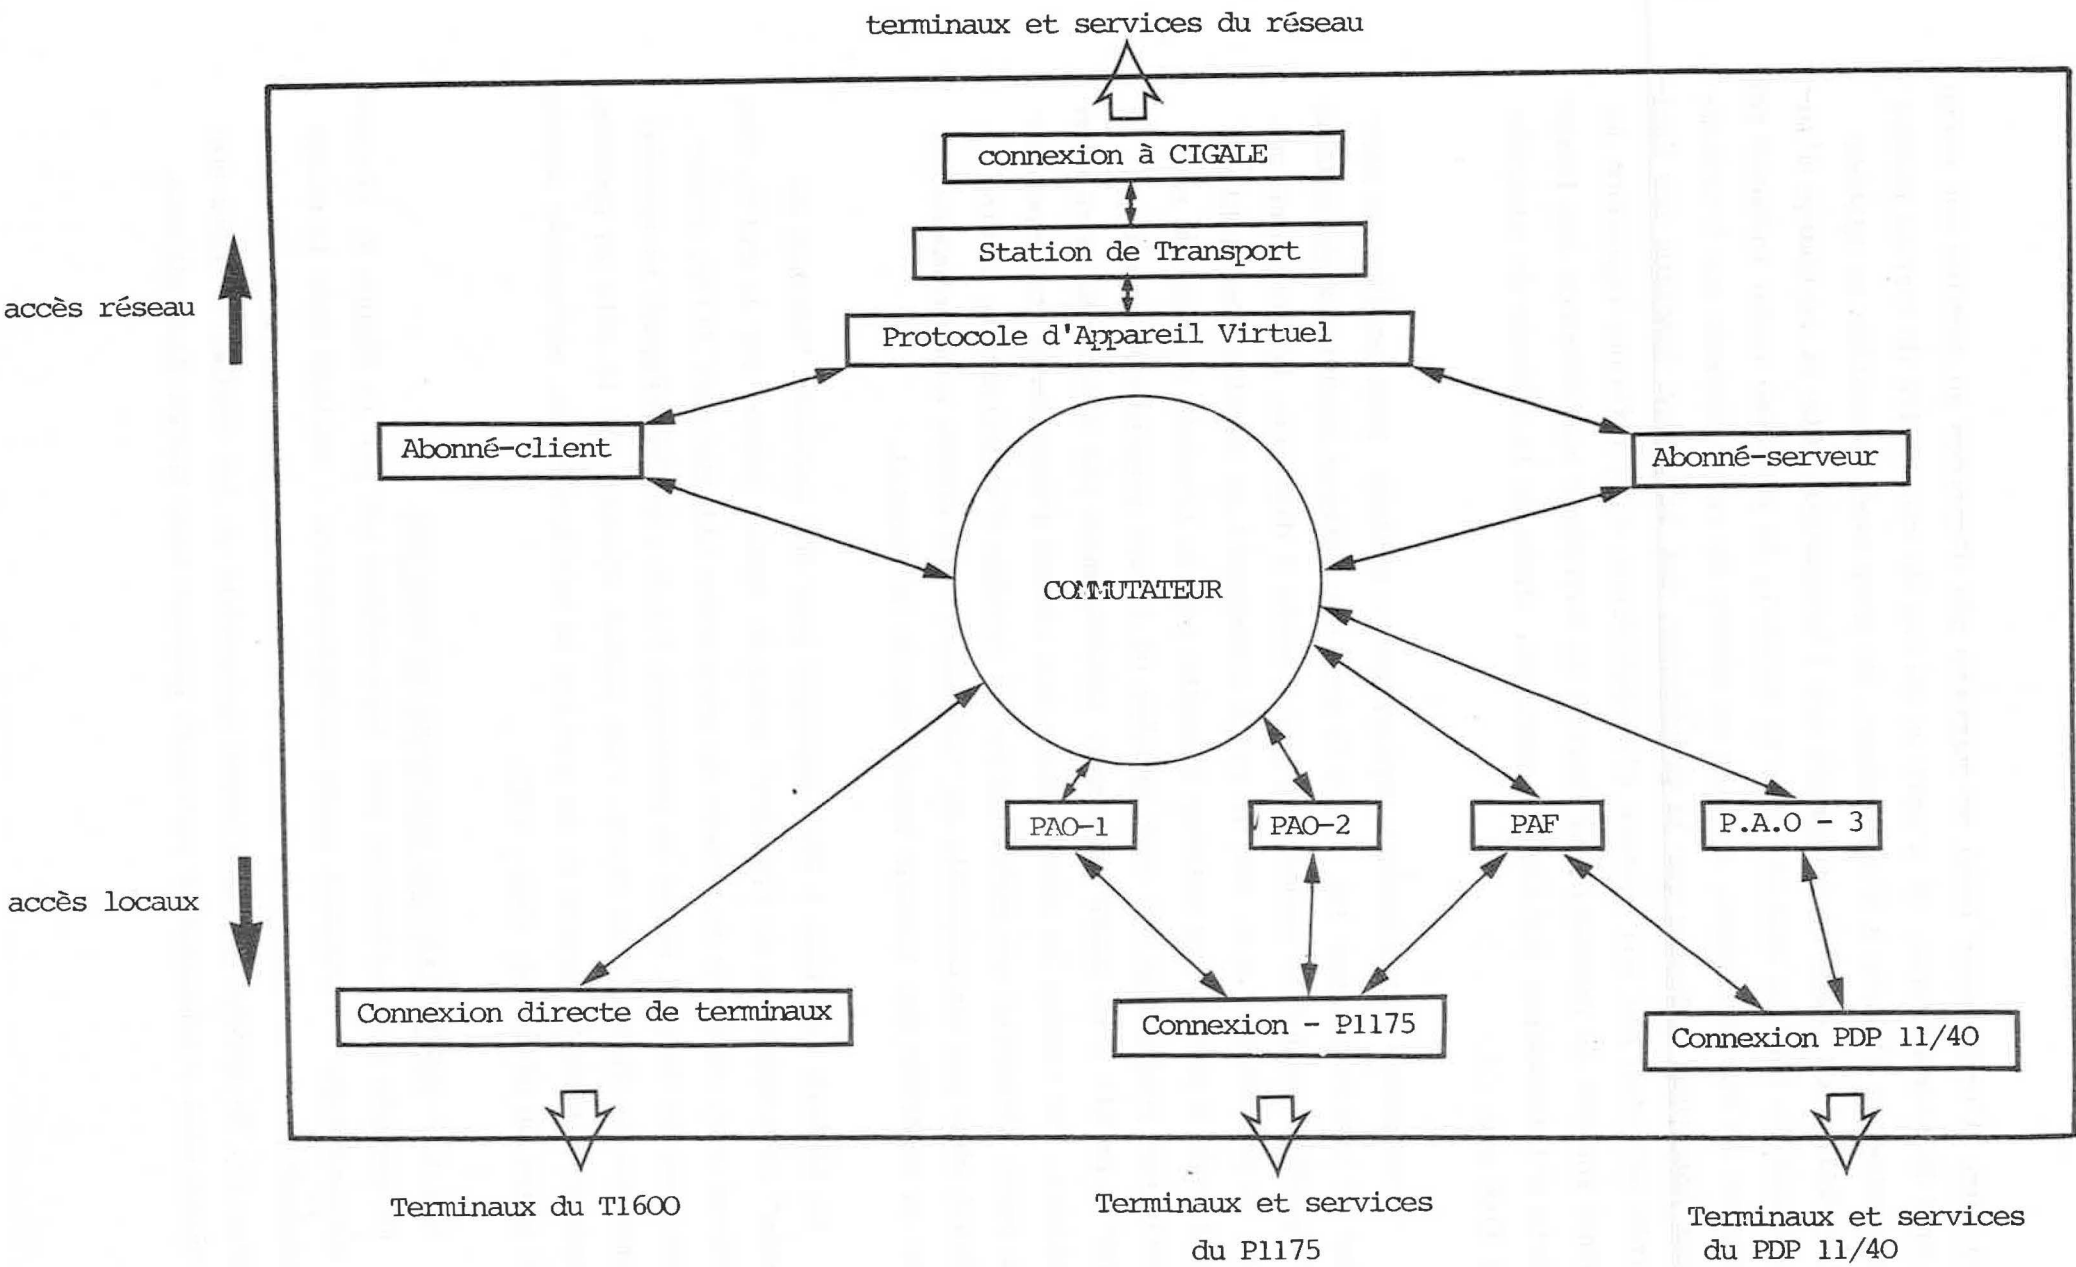 terminaux et services du réseau
connexion à CIGALE
Station de Transport
accès réseau
Protocole d'Appareil Virtuel
Abonné-client
Abonné-serveur
COMMUTATEUR
PAO-1
PAO-2
PAF
P.A.O - 3
accès locaux
Connexion directe de terminaux
Connexion - P1175
Connexion PDP 11/40
Terminaux du T1600
Terminaux et services
du P1175
Terminaux et services
du PDP 11/40